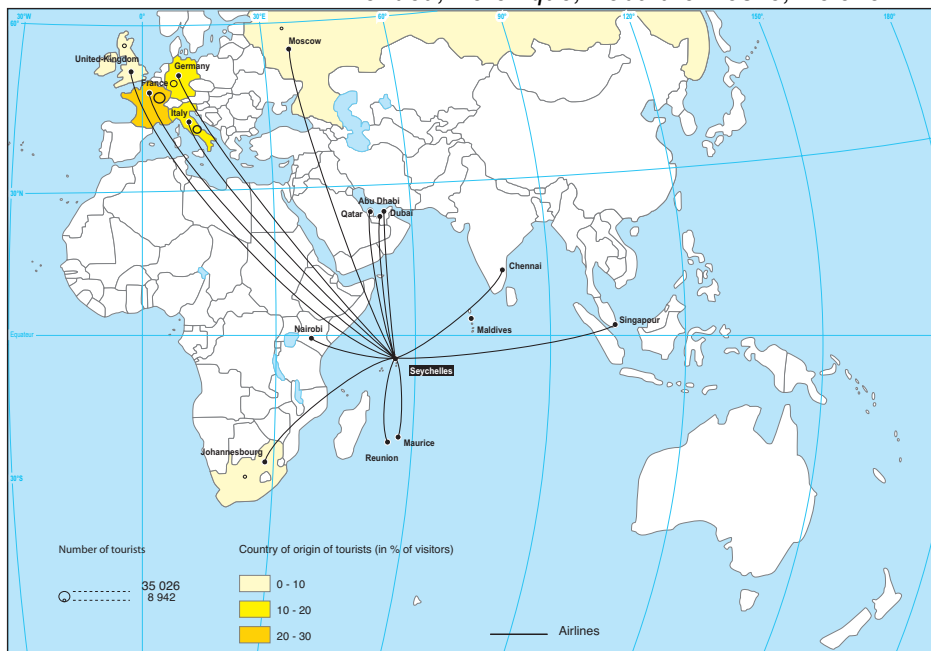 30°W
0°
30°E
90°
120°
150°
180°
60°
Moscow
United-Kingdom
Germany
France
Italy
30°N
Abu Dhabi
Qatar
Dubai
Chennai
Maldives
Singapour
Equateur
Nairobi
Seychelles
Maurice
Reunion
Johannesbourg
30°S
Number of tourists
35 026
8 942
Country of origin of tourists (in % of visitors)
0 - 10
10 - 20
20 - 30
Airlines